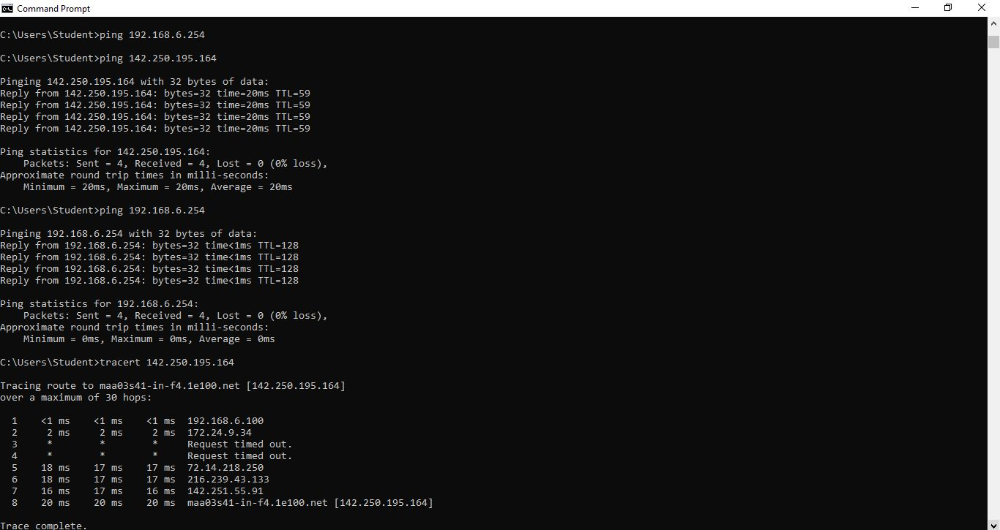 Command Prompt
C:\Users\Student>ping 192.168.6.254
C:\Users\Student>ping 142.250.195.164
Pinging 142.250.195.164 with 32 bytes of data:
Reply from 142.250.195.164: bytes=32 time=20ms TTL=59
Reply from 142.250.195.164: bytes=32 time=20ms TTL=59
Reply from 142.250.195.164: bytes=32 time=20ms TTL=59
Reply from 142.250.195.164: bytes=32 time=20ms TTL=59
Ping statistics for 142.250.195.164:
    Packets: Sent = 4, Received = 4, Lost = 0 (0% loss),
Approximate round trip times in milli-seconds:
    Minimum = 20ms, Maximum = 20ms, Average = 20ms
C:\Users\Student>ping 192.168.6.254
Pinging 192.168.6.254 with 32 bytes of data:
Reply from 192.168.6.254: bytes=32 time<1ms TTL=128
Reply from 192.168.6.254: bytes=32 time<1ms TTL=128
Reply from 192.168.6.254: bytes=32 time<1ms TTL=128
Reply from 192.168.6.254: bytes=32 time<1ms TTL=128
Ping statistics for 192.168.6.254:
    Packets: Sent = 4, Received = 4, Lost = 0 (0% loss),
Approximate round trip times in milli-seconds:
    Minimum = 0ms, Maximum = 0ms, Average = 0ms
C:\Users\Student>tracert 142.250.195.164
Tracing route to maa03s41-in-f4.1e100.net [142.250.195.164]
over a maximum of 30 hops:
  1    <1 ms    <1 ms    <1 ms  192.168.6.100
  2     2 ms     2 ms     2 ms  172.24.9.34
  3     *        *        *     Request timed out.
  4     *        *        *     Request timed out.
  5    18 ms    17 ms    17 ms  72.14.218.250
  6    18 ms    17 ms    17 ms  216.239.43.133
  7    16 ms    17 ms    16 ms  142.251.55.91
  8    20 ms    20 ms    20 ms  maa03s41-in-f4.1e100.net [142.250.195.164]
Trace complete.